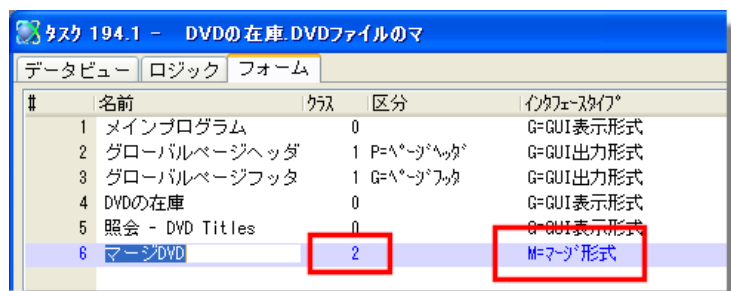 タスク 194.1 - DVDの在庫.DVDファイルのマ
データビュー ロジック フォーム
# 名前 クラス 区分 インタフェースタイプ
1 メインプログラム 0 G=GUI表示形式
2 グローバルページヘッダ 1 P=ページヘッダ G=GUI出力形式
3 グローバルページフッタ 1 G=ページフッタ G=GUI出力形式
4 DVDの在庫 0 G=GUI表示形式
5 照会 - DVD Titles 0 G=GUI表示形式
6 マージDVD 2 M=マージ形式